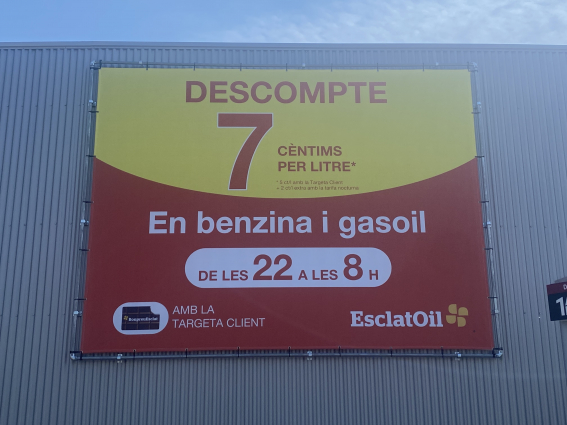 DESCOMPTE
7
CÈNTIMS
PER LITRE*
En benzina i gasoil
DE LES 22 A LES 8 H
AMB LA
TARGETA CLIENT
EsclatOil